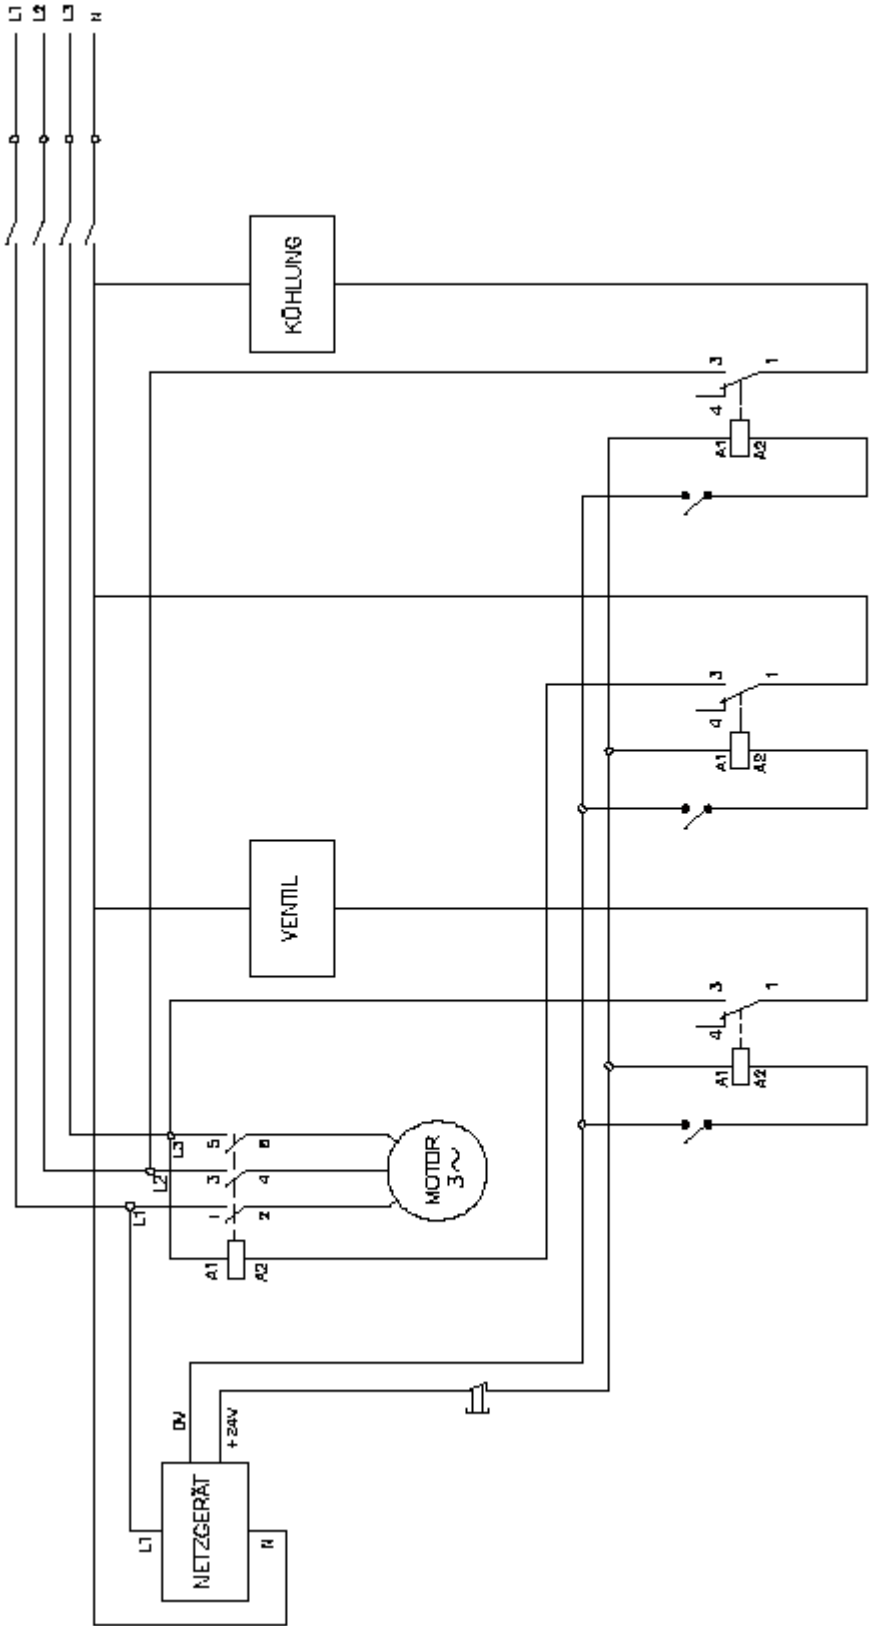 L1
L2
L3
N
KÜHLUNG
3
1
4
A1
A2
3
1
4
A1
A2
VENTIL
3
1
4
A1
A2
L3
5
6
L2
3
4
L1
1
2
A1
A2
MOTOR
3~
0V
+24V
L1
NETZGERÄT
N